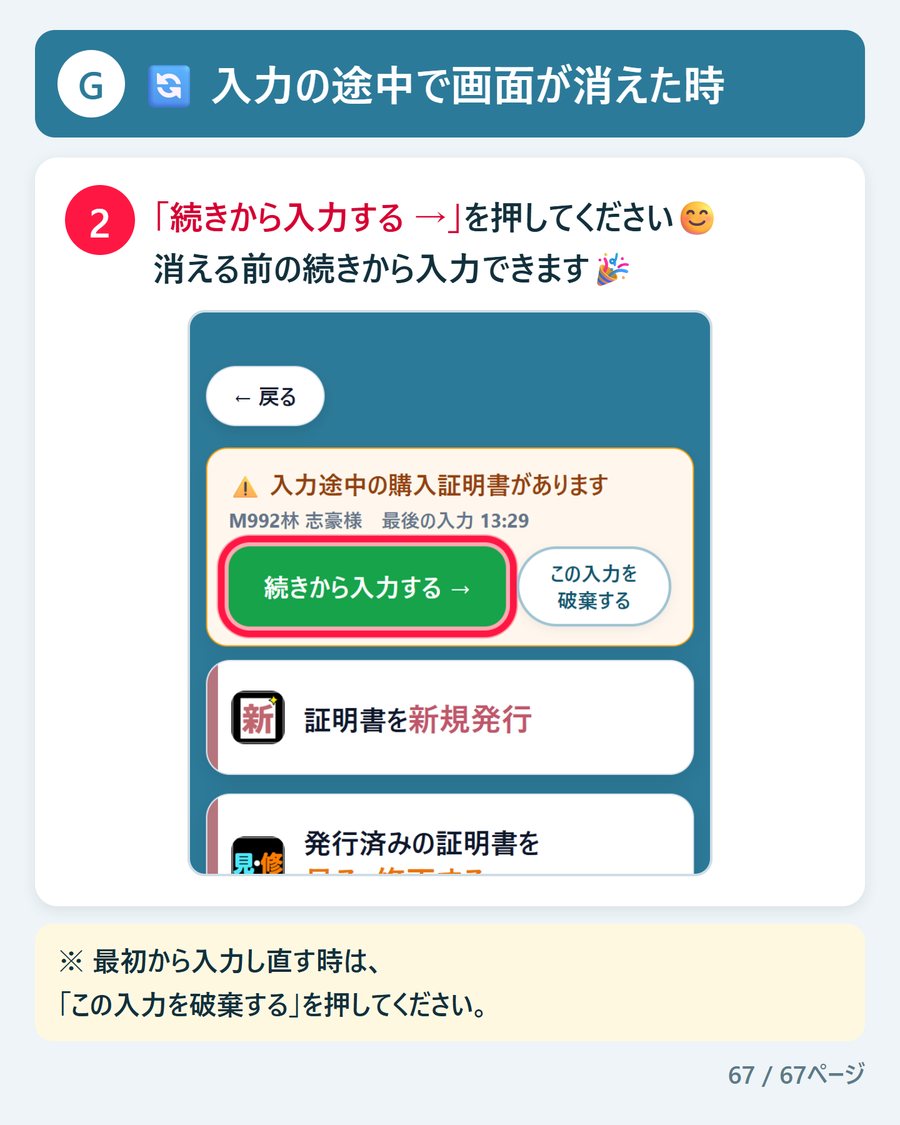 G 🔄 入力の途中で画面が消えた時
2 「続きから入力する →」を押してください😊
消える前の続きから入力できます🎉
← 戻る
⚠️ 入力途中の購入証明書があります
M992林 志豪様　最後の入力 13:29
続きから入力する →
この入力を
破棄する
新 証明書を新規発行
発行済みの証明書を
見・修
※ 最初から入力し直す時は、
「この入力を破棄する」を押してください。
67 / 67ページ